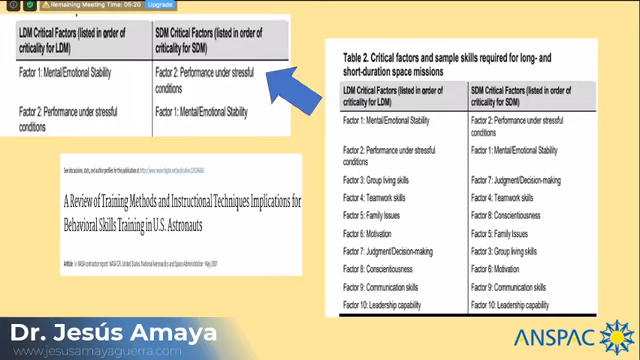 Remaining Meeting Time: 05:20 Upgrade
LDM Critical Factors (listed in order of criticality for LDM)
SDM Critical Factors (listed in order of criticality for SDM)
Factor 1: Mental/Emotional Stability
Factor 2: Performance under stressful conditions
Factor 2: Performance under stressful conditions
Factor 1: Mental/Emotional Stability
See discussions, stats, and author profiles for this publication at:
A Review of Training Methods and Instructional Techniques Implications for
Behavioral Skills Training in U.S. Astronauts
Table 2. Critical factors and sample skills required for long- and
short-duration space missions
LDM Critical Factors (listed in order of criticality for LDM)
SDM Critical Factors (listed in order of criticality for SDM)
Factor 1: Mental/Emotional Stability
Factor 2: Performance under stressful conditions
Factor 2: Performance under stressful conditions
Factor 1: Mental/Emotional Stability
Factor 3: Group living skills
Factor 7: Judgment/Decision-making
Factor 4: Teamwork skills
Factor 4: Teamwork skills
Factor 5: Family Issues
Factor 8: Conscientiousness
Factor 6: Motivation
Factor 5: Family Issues
Factor 7: Judgment/Decision-making
Factor 3: Group living skills
Factor 8: Conscientiousness
Factor 6: Motivation
Factor 9: Communication skills
Factor 9: Communication skills
Factor 10: Leadership capability
Factor 10: Leadership capability
Dr. Jesús Amaya
www.jesusamayaguerra.com
ANSPAC